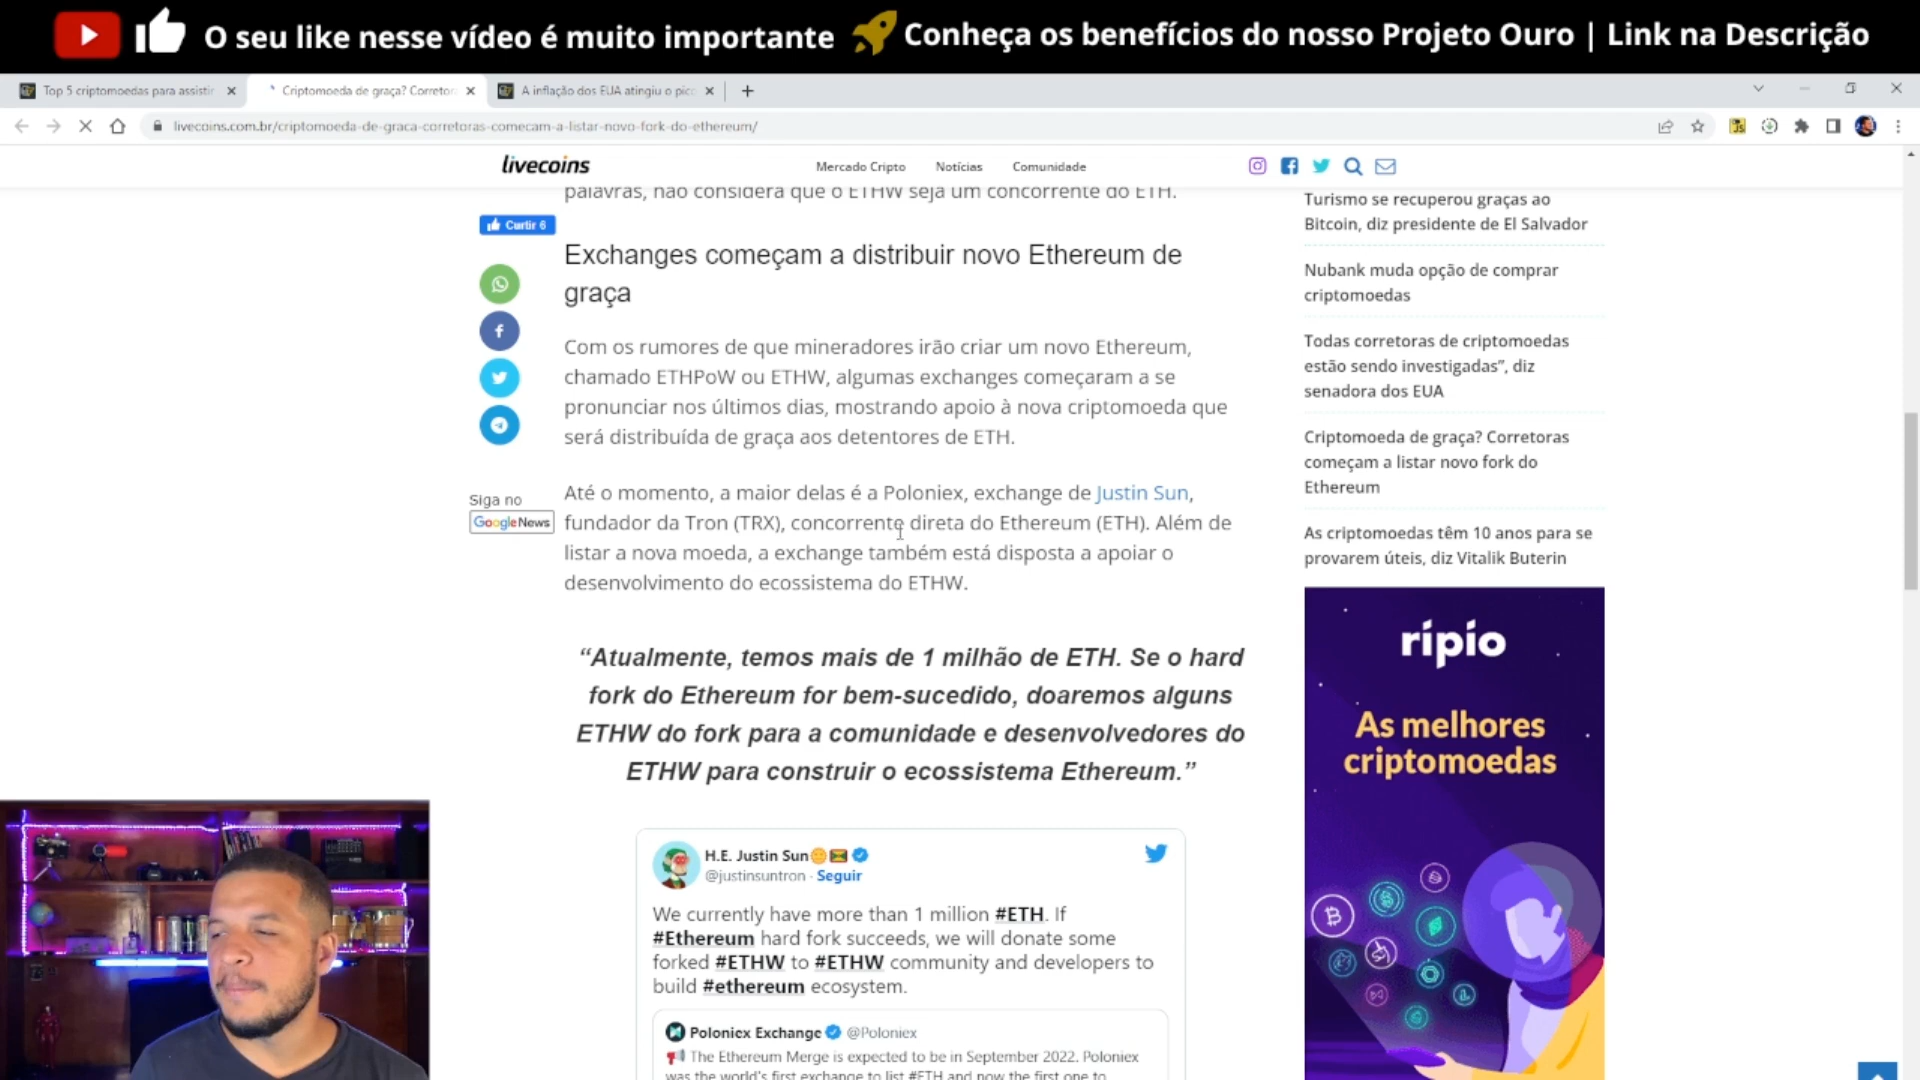 O seu like nesse vídeo é muito importante
Conheça os benefícios do nosso Projeto Ouro | Link na Descrição
Top 5 criptomoedas para assistir
Criptomoeda de graça? Corretor
A inflação dos EUA atingiu o pico
livecoins.com.br/criptomoeda-de-graca-corretoras-comecam-a-listar-novo-fork-do-ethereum/
livecoins
Mercado Cripto
Notícias
Comunidade
palavras, não considera que o ETHW seja um concorrente do ETH.
Curtir 6
Exchanges começam a distribuir novo Ethereum de
graça
Com os rumores de que mineradores irão criar um novo Ethereum,
chamado ETHPoW ou ETHW, algumas exchanges começaram a se
pronunciar nos últimos dias, mostrando apoio à nova criptomoeda que
será distribuída de graça aos detentores de ETH.
Siga no
Google News
Até o momento, a maior delas é a Poloniex, exchange de Justin Sun,
fundador da Tron (TRX), concorrente direta do Ethereum (ETH). Além de
listar a nova moeda, a exchange também está disposta a apoiar o
desenvolvimento do ecossistema do ETHW.
“Atualmente, temos mais de 1 milhão de ETH. Se o hard
fork do Ethereum for bem-sucedido, doaremos alguns
ETHW do fork para a comunidade e desenvolvedores do
ETHW para construir o ecossistema Ethereum.”
H.E. Justin Sun
@justinsuntron · Seguir
We currently have more than 1 million #ETH. If
#Ethereum hard fork succeeds, we will donate some
forked #ETHW to #ETHW community and developers to
build #ethereum ecosystem.
Poloniex Exchange @Poloniex
The Ethereum Merge is expected to be in September 2022. Poloniex
was the world's first exchange to list #ETH and now the first one to
Turismo se recuperou graças ao
Bitcoin, diz presidente de El Salvador
Nubank muda opção de comprar
criptomoedas
Todas corretoras de criptomoedas
estão sendo investigadas”, diz
senadora dos EUA
Criptomoeda de graça? Corretoras
começam a listar novo fork do
Ethereum
As criptomoedas têm 10 anos para se
provarem úteis, diz Vitalik Buterin
ripio
As melhores
criptomoedas